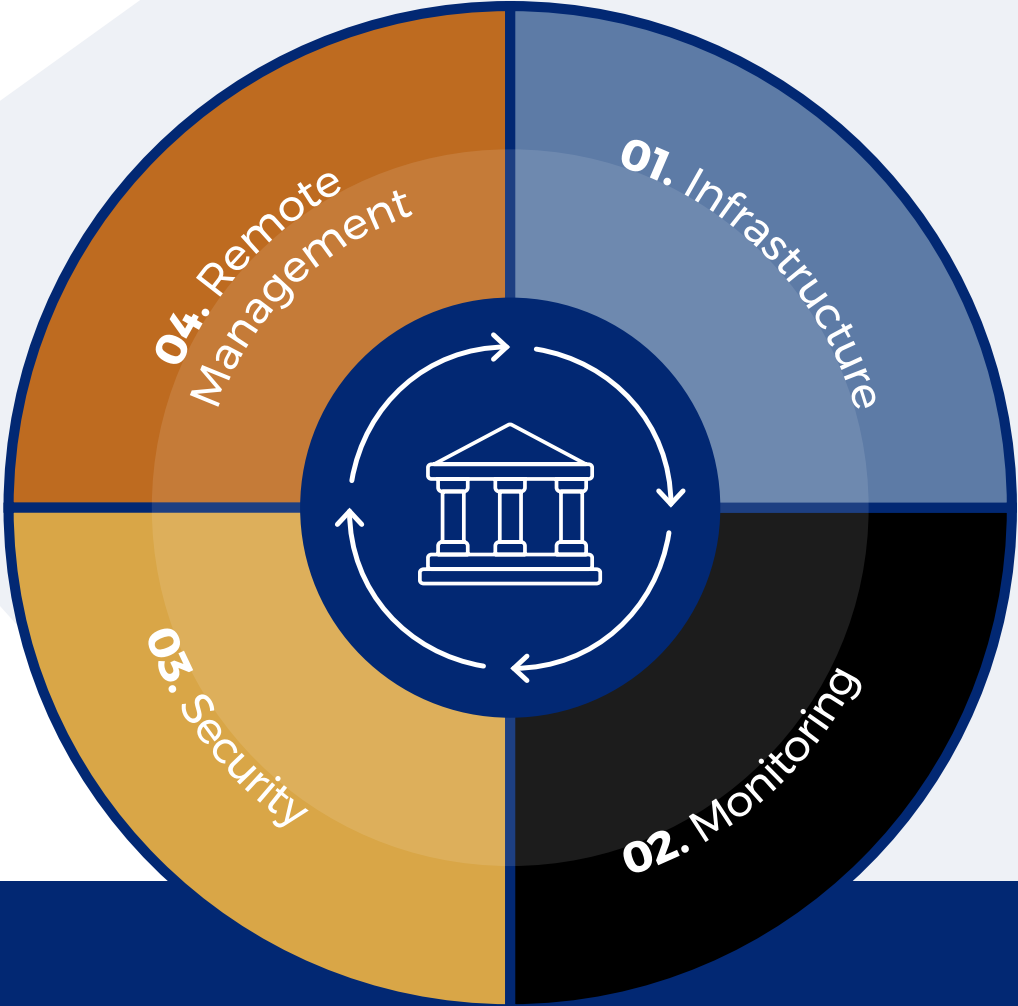 01. Infrastructure
02. Monitoring
03. Security
04. Remote
Management